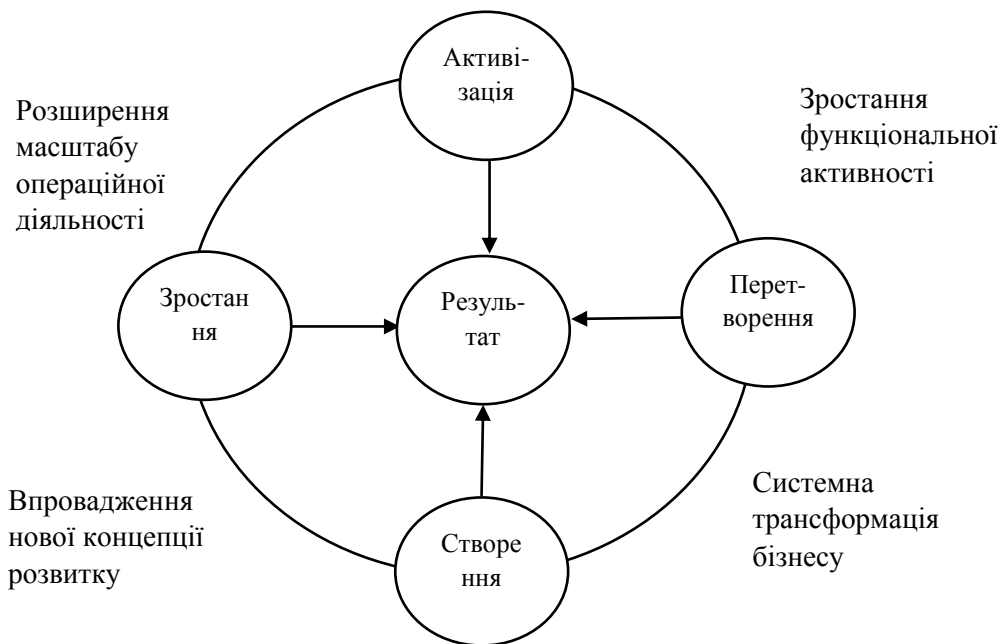 Активі-
зація
Розширення
масштабу
операційної
діяльності
Зростання
функціональної
активності
Зростан
ня
Резуль-
тат
Перет-
ворення
Впровадження
нової концепції
розвитку
Створе
ння
Системна
трансформація
бізнесу